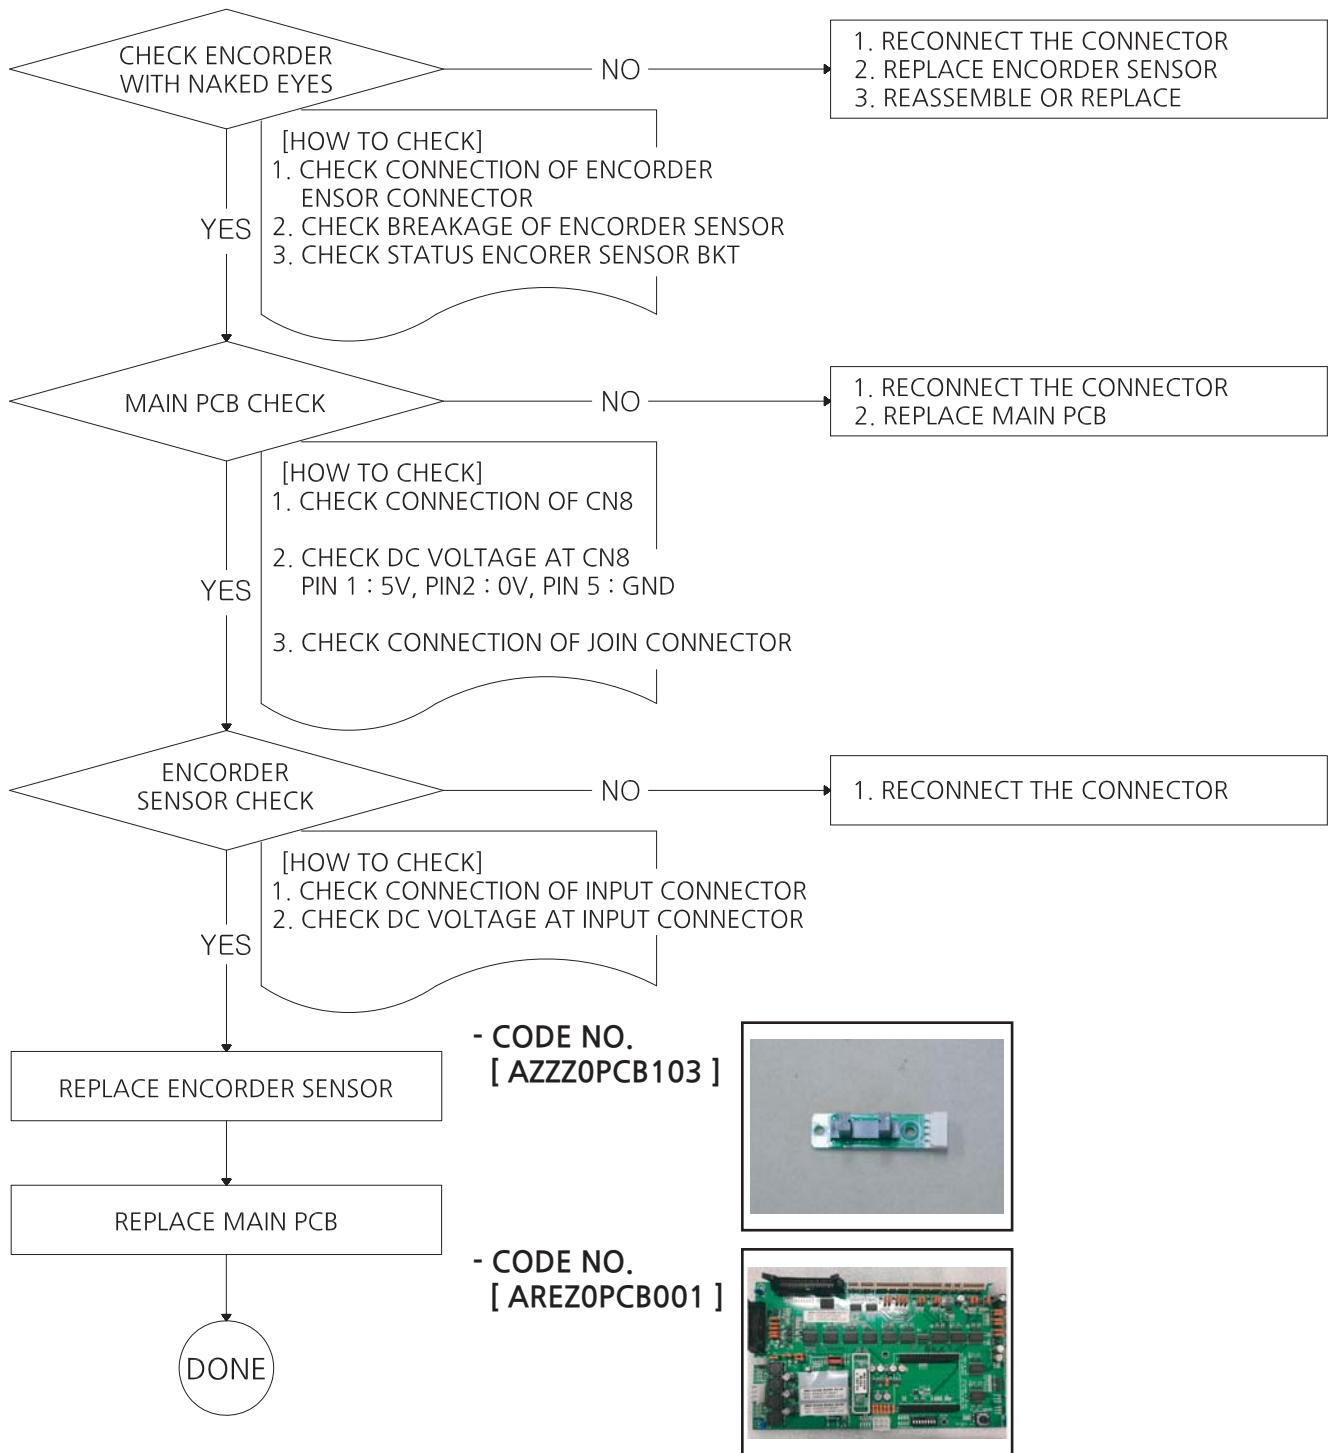 CHECK ENCORDER
WITH NAKED EYES
NO
1. RECONNECT THE CONNECTOR
2. REPLACE ENCORDER SENSOR
3. REASSEMBLE OR REPLACE
[HOW TO CHECK]
1. CHECK CONNECTION OF ENCORDER
ENSOR CONNECTOR
2. CHECK BREAKAGE OF ENCORDER SENSOR
3. CHECK STATUS ENCORER SENSOR BKT
YES
MAIN PCB CHECK
NO
1. RECONNECT THE CONNECTOR
2. REPLACE MAIN PCB
[HOW TO CHECK]
1. CHECK CONNECTION OF CN8
2. CHECK DC VOLTAGE AT CN8
PIN 1 : 5V, PIN2 : 0V, PIN 5 : GND
3. CHECK CONNECTION OF JOIN CONNECTOR
YES
ENCORDER
SENSOR CHECK
NO
1. RECONNECT THE CONNECTOR
[HOW TO CHECK]
1. CHECK CONNECTION OF INPUT CONNECTOR
2. CHECK DC VOLTAGE AT INPUT CONNECTOR
YES
REPLACE ENCORDER SENSOR
- CODE NO.
[ AZZZ0PCB103 ]
REPLACE MAIN PCB
- CODE NO.
[ AREZ0PCB001 ]
DONE